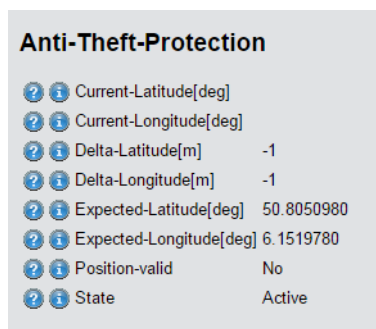 Anti-Theft-Protection
? i Current-Latitude[deg]
? i Current-Longitude[deg]
? i Delta-Latitude[m] -1
? i Delta-Longitude[m] -1
? i Expected-Latitude[deg] 50.8050980
? i Expected-Longitude[deg] 6.1519780
? i Position-valid No
? i State Active